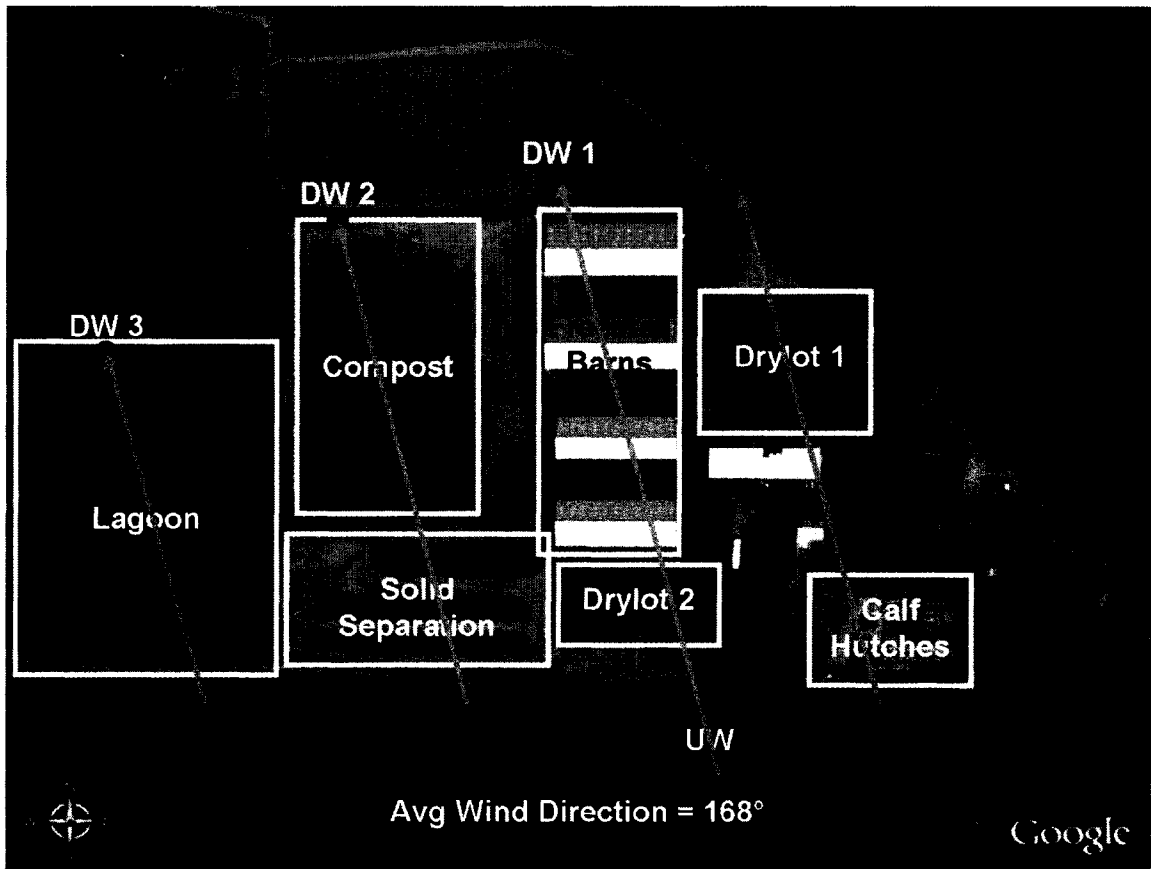 DW 1
DW 2
DW 3
Compost
Barns
Drylot 1
Lagoon
Solid
Separation
Drylot 2
Calf
Hutches
UW
Avg Wind Direction = 168°
Google